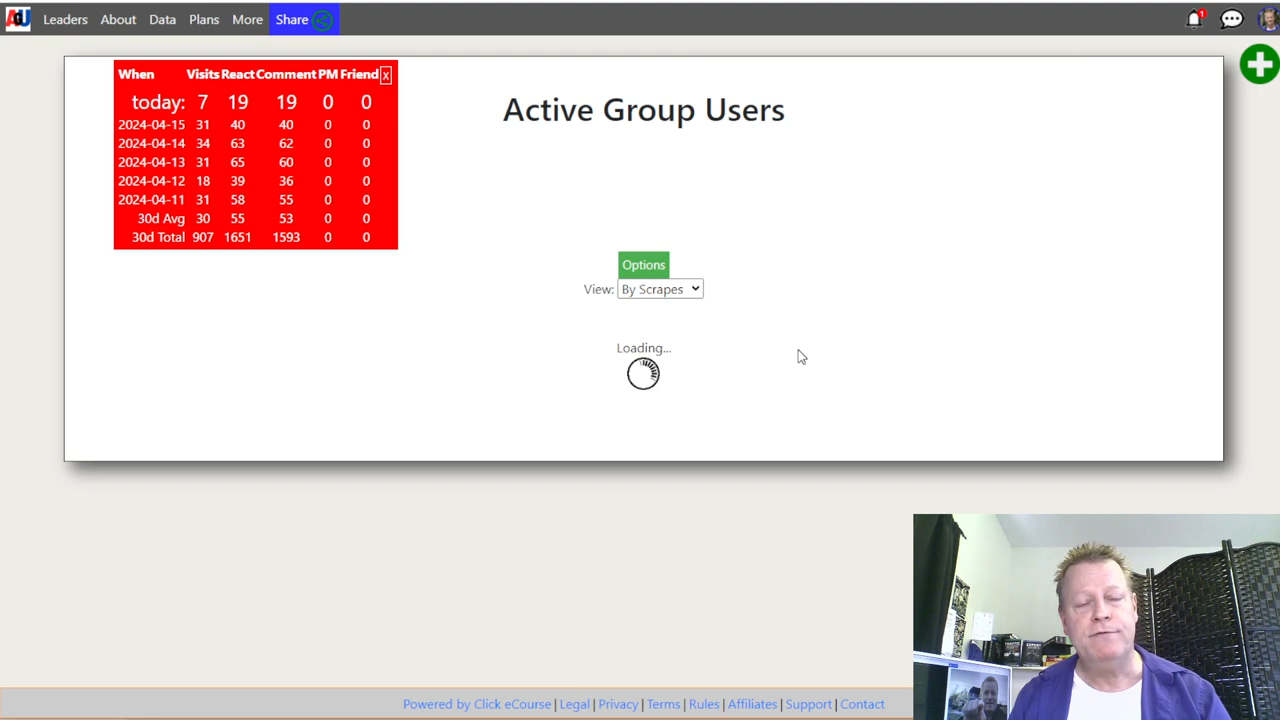 AGU Leaders About Data Plans More Share 1
When Visits React Comment PM Friend x
today: 7 19 19 0 0
2024-04-15 31 40 40 0 0
2024-04-14 34 63 62 0 0
2024-04-13 31 65 60 0 0
2024-04-12 18 39 36 0 0
2024-04-11 31 58 55 0 0
30d Avg 30 55 53 0 0
30d Total 907 1651 1593 0 0
Active Group Users
Options
View: By Scrapes
Loading...
Powered by Click eCourse | Legal | Privacy | Terms | Rules | Affiliates | Support | Contact